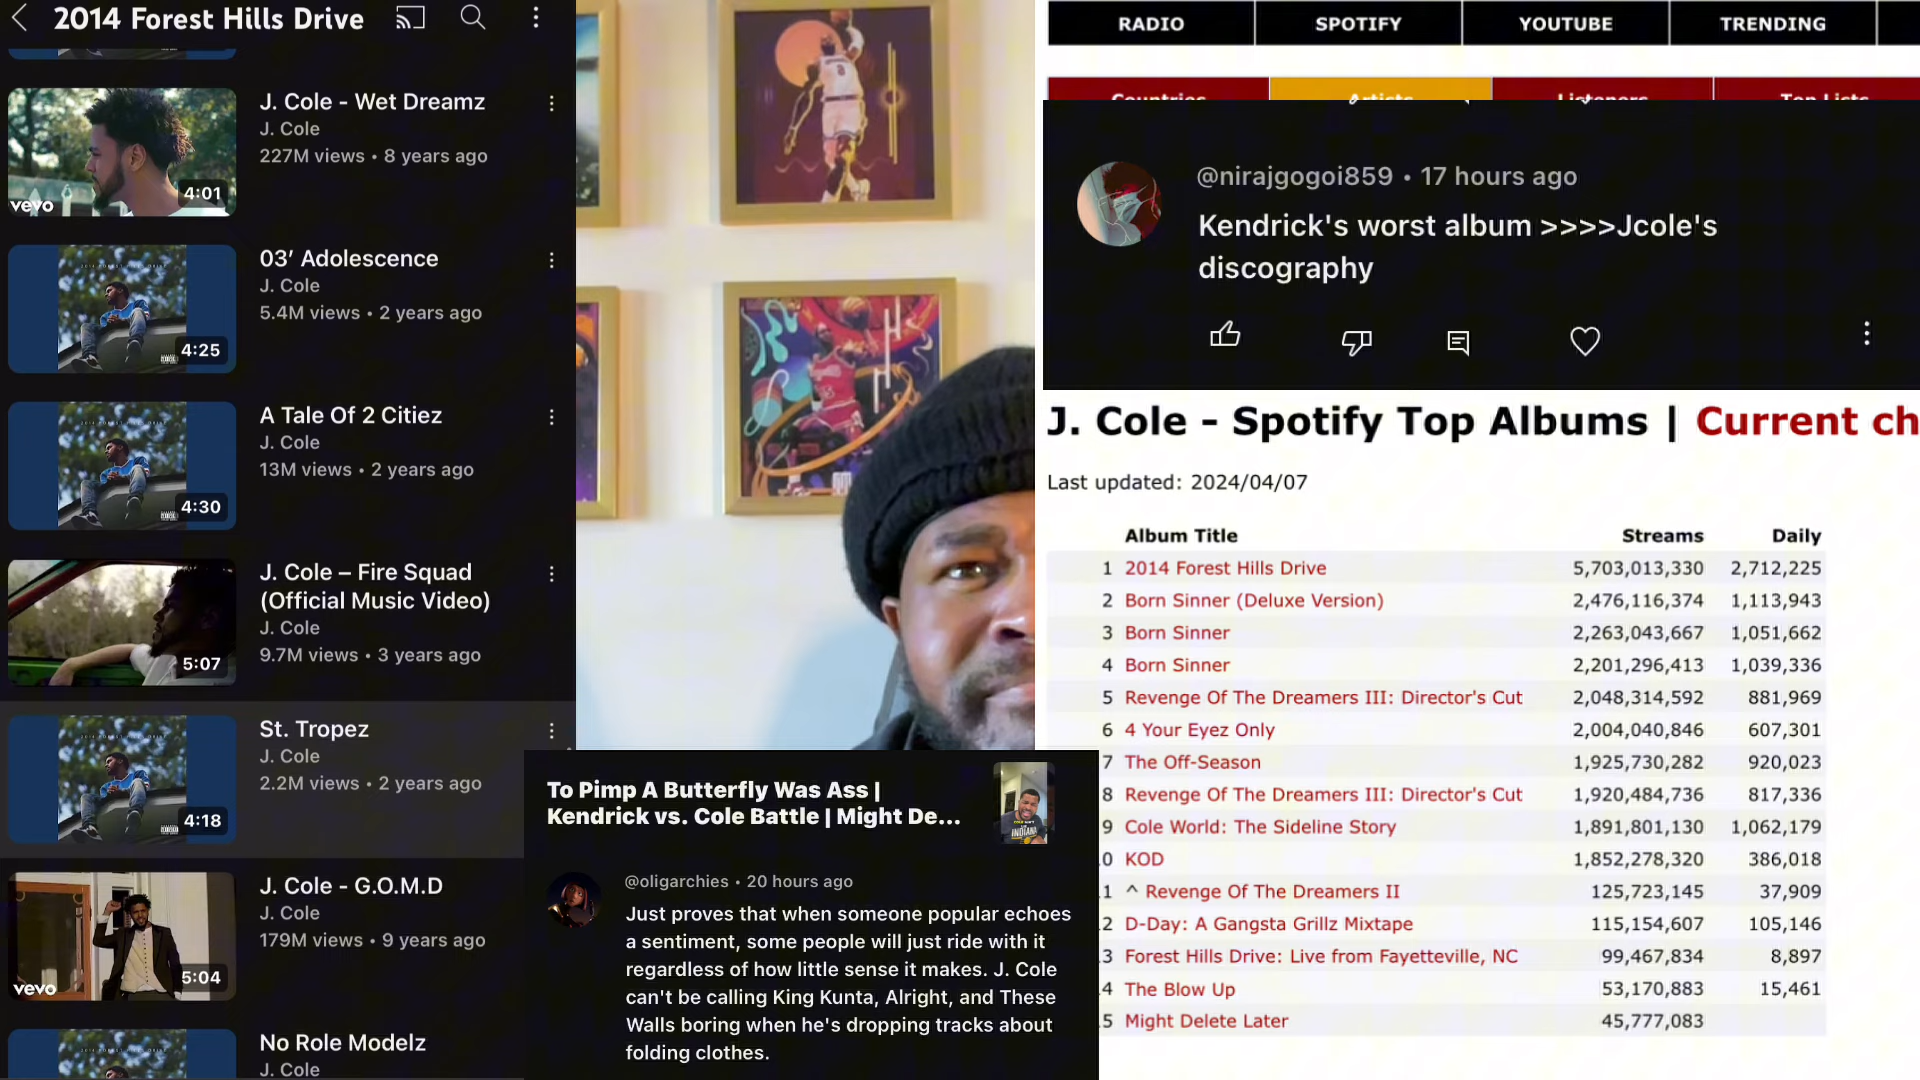 2014 Forest Hills Drive
J. Cole - Wet Dreamz
J. Cole
227M views • 8 years ago
4:01
vevo
03’ Adolescence
J. Cole
5.4M views • 2 years ago
4:25
A Tale Of 2 Citiez
J. Cole
13M views • 2 years ago
4:30
J. Cole – Fire Squad
(Official Music Video)
J. Cole
9.7M views • 3 years ago
5:07
St. Tropez
J. Cole
2.2M views • 2 years ago
4:18
J. Cole - G.O.M.D
J. Cole
179M views • 9 years ago
5:04
vevo
No Role Modelz
J. Cole
To Pimp A Butterfly Was Ass |
Kendrick vs. Cole Battle | Might De...
@oligarchies • 20 hours ago
Just proves that when someone popular echoes
a sentiment, some people will just ride with it
regardless of how little sense it makes. J. Cole
can't be calling King Kunta, Alright, and These
Walls boring when he's dropping tracks about
folding clothes.
RADIO SPOTIFY YOUTUBE TRENDING
Countries Artists Listeners Top Lists
@nirajgogoi859 • 17 hours ago
Kendrick's worst album >>>>Jcole's
discography
J. Cole - Spotify Top Albums | Current ch
Last updated: 2024/04/07
Album Title Streams Daily
1 2014 Forest Hills Drive 5,703,013,330 2,712,225
2 Born Sinner (Deluxe Version) 2,476,116,374 1,113,943
3 Born Sinner 2,263,043,667 1,051,662
4 Born Sinner 2,201,296,413 1,039,336
5 Revenge Of The Dreamers III: Director's Cut 2,048,314,592 881,969
6 4 Your Eyez Only 2,004,040,846 607,301
7 The Off-Season 1,925,730,282 920,023
8 Revenge Of The Dreamers III: Director's Cut 1,920,484,736 817,336
9 Cole World: The Sideline Story 1,891,801,130 1,062,179
0 KOD 1,852,278,320 386,018
1 ^ Revenge Of The Dreamers II 125,723,145 37,909
2 D-Day: A Gangsta Grillz Mixtape 115,154,607 105,146
3 Forest Hills Drive: Live from Fayetteville, NC 99,467,834 8,897
4 The Blow Up 53,170,883 15,461
5 Might Delete Later 45,777,083